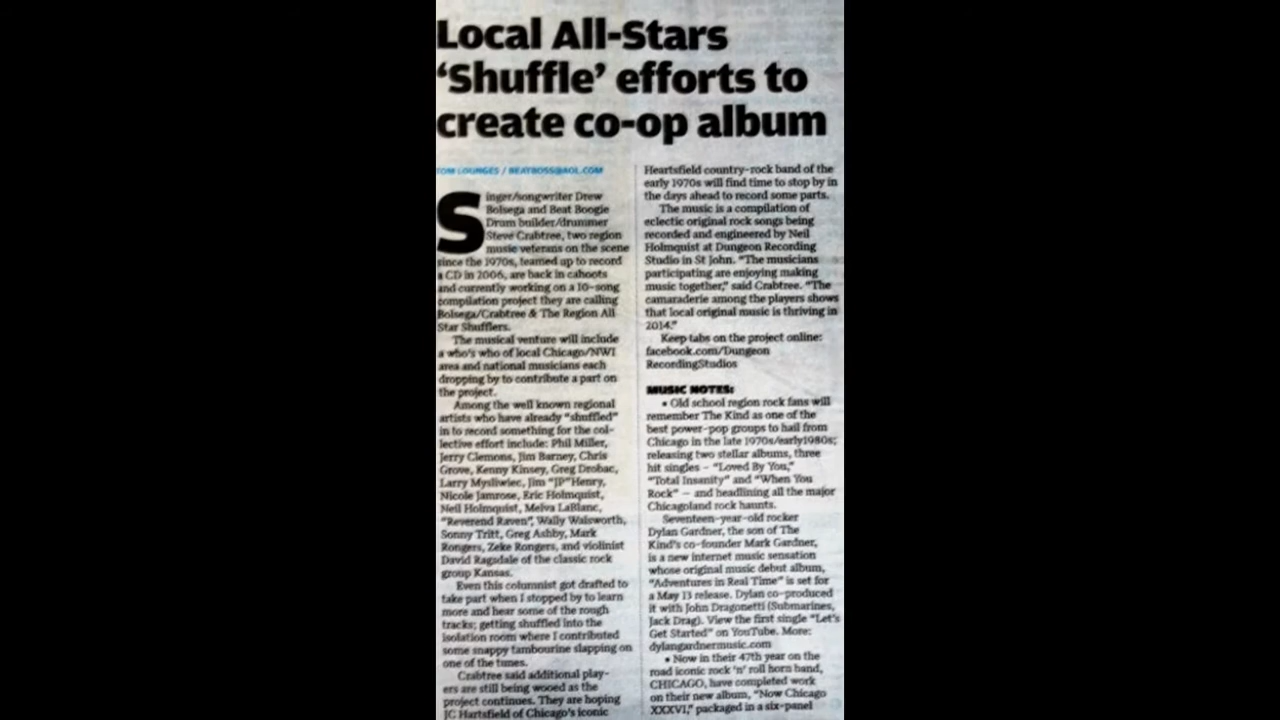 Local All-Stars
‘Shuffle’ efforts to
create co-op album
TOM LOUNGES / BEATBOSS@AOL.COM
Singer/songwriter Drew
Bolsega and Beat Boogie
Drum builder/drummer
Steve Crabtree, two region
music veterans on the scene
since the 1970s, teamed up to record
a CD in 2006, are back in cahoots
and currently working on a 10-song
compilation project they are calling
Bolsega/Crabtree & The Region All
Star Shufflers.
The musical venture will include
a who's who of local Chicago/NWI
area and national musicians each
dropping by to contribute a part on
the project.
Among the well known regional
artists who have already "shuffled"
in to record something for the col-
lective effort include: Phil Miller,
Jerry Clemons, Jim Barney, Chris
Grove, Kenny Kinsey, Greg Drobac,
Larry Mysliwiec, Jim "JP"Henry,
Nicole Jamrose, Eric Holmquist,
Neil Holmquist, Melva LaBlanc,
"Reverend Raven", Wally Walsworth,
Sonny Tritt, Greg Ashby, Mark
Rongers, Zeke Rongers, and violinist
David Ragsdale of the classic rock
group Kansas.
Even this columnist got drafted to
take part when I stopped by to learn
more and hear some of the rough
tracks; getting shuffled into the
isolation room where I contributed
some snappy tambourine slapping on
one of the tunes.
Crabtree said additional play-
ers are still being wooed as the
project continues. They are hoping
JC Hartsfield of Chicago's iconic
Heartsfield country-rock band of the
early 1970s will find time to stop by in
the days ahead to record some parts.
The music is a compilation of
eclectic original rock songs being
recorded and engineered by Neil
Holmquist at Dungeon Recording
Studio in St John. "The musicians
participating are enjoying making
music together," said Crabtree. "The
camaraderie among the players shows
that local original music is thriving in
2014."
Keep tabs on the project online:
facebook.com/Dungeon
RecordingStudios
MUSIC NOTES:
• Old school region rock fans will
remember The Kind as one of the
best power-pop groups to hail from
Chicago in the late 1970s/early1980s;
releasing two stellar albums, three
hit singles – "Loved By You,"
"Total Insanity" and "When You
Rock" – and headlining all the major
Chicagoland rock haunts.
Seventeen-year-old rocker
Dylan Gardner, the son of The
Kind's co-founder Mark Gardner,
is a new internet music sensation
whose original music debut album,
"Adventures in Real Time" is set for
a May 13 release. Dylan co-produced
it with John Dragonetti (Submarines,
Jack Drag). View the first single "Let's
Get Started" on YouTube. More:
dylangardnermusic.com
• Now in their 47th year on the
road iconic rock 'n' roll horn band,
CHICAGO, have completed work
on their new album, "Now Chicago
XXXVI," packaged in a six-panel